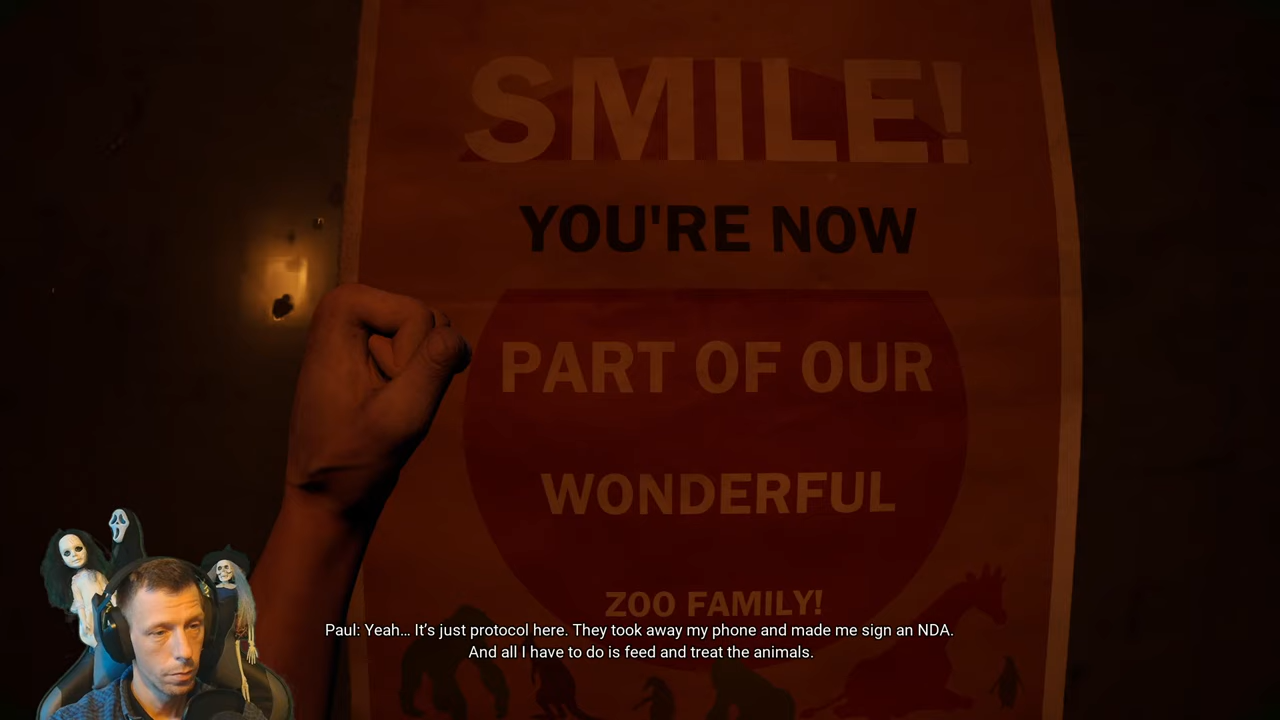 SMILE!
YOU'RE NOW
PART OF OUR
WONDERFUL
ZOO FAMILY!
Paul: Yeah... It’s just protocol here. They took away my phone and made me sign an NDA.
And all I have to do is feed and treat the animals.